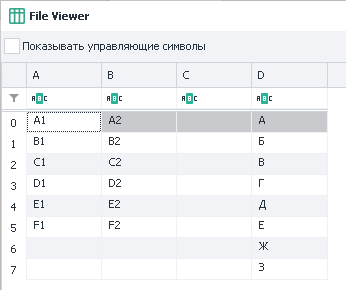 File Viewer
Показывать управляющие символы
A B C D
ABC ABC ABC ABC
0 A1 A2 А
1 B1 B2 Б
2 C1 C2 В
3 D1 D2 Г
4 E1 E2 Д
5 F1 F2 Е
6 Ж
7 З